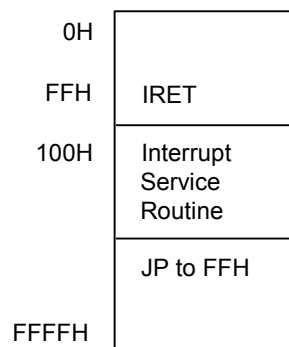 0H
FFH IRET
100H Interrupt
Service
Routine
JP to FFH
FFFFH